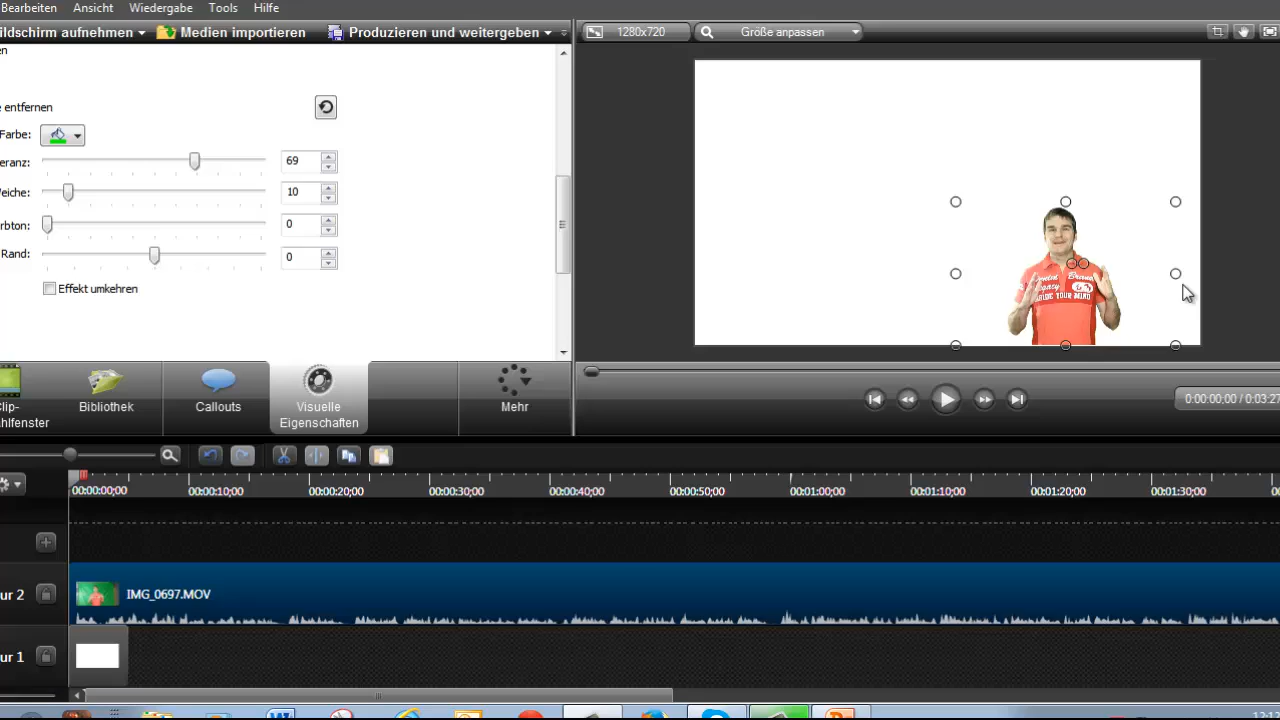 Bearbeiten Ansicht Wiedergabe Tools Hilfe
ildschirm aufnehmen Medien importieren Produzieren und weitergeben 1280x720 Größe anpassen
en
e entfernen
Farbe:
eranz: 69
Weiche: 10
rbton: 0
Rand: 0
Effekt umkehren
INSIDE YOUR MIND
Clip-
hlfenster
Bibliothek
Callouts
Visuelle
Eigenschaften
Mehr
0:00:00;00 / 0:03:27
00:00:00;00 00:00:10;00 00:00:20;00 00:00:30;00 00:00:40;00 00:00:50;00 00:01:00;00 00:01:10;00 00:01:20;00 00:01:30;00
ur 2 IMG_0697.MOV
ur 1